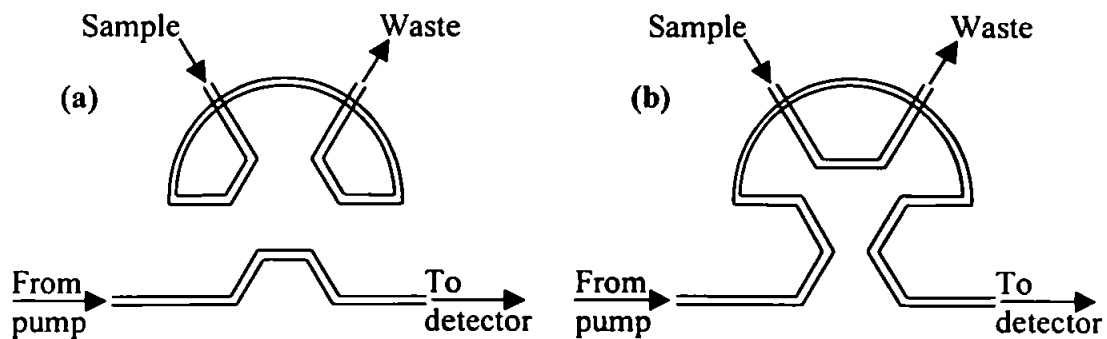 Sample
Waste
(a)
From
pump
To
detector
Sample
Waste
(b)
From
pump
To
detector